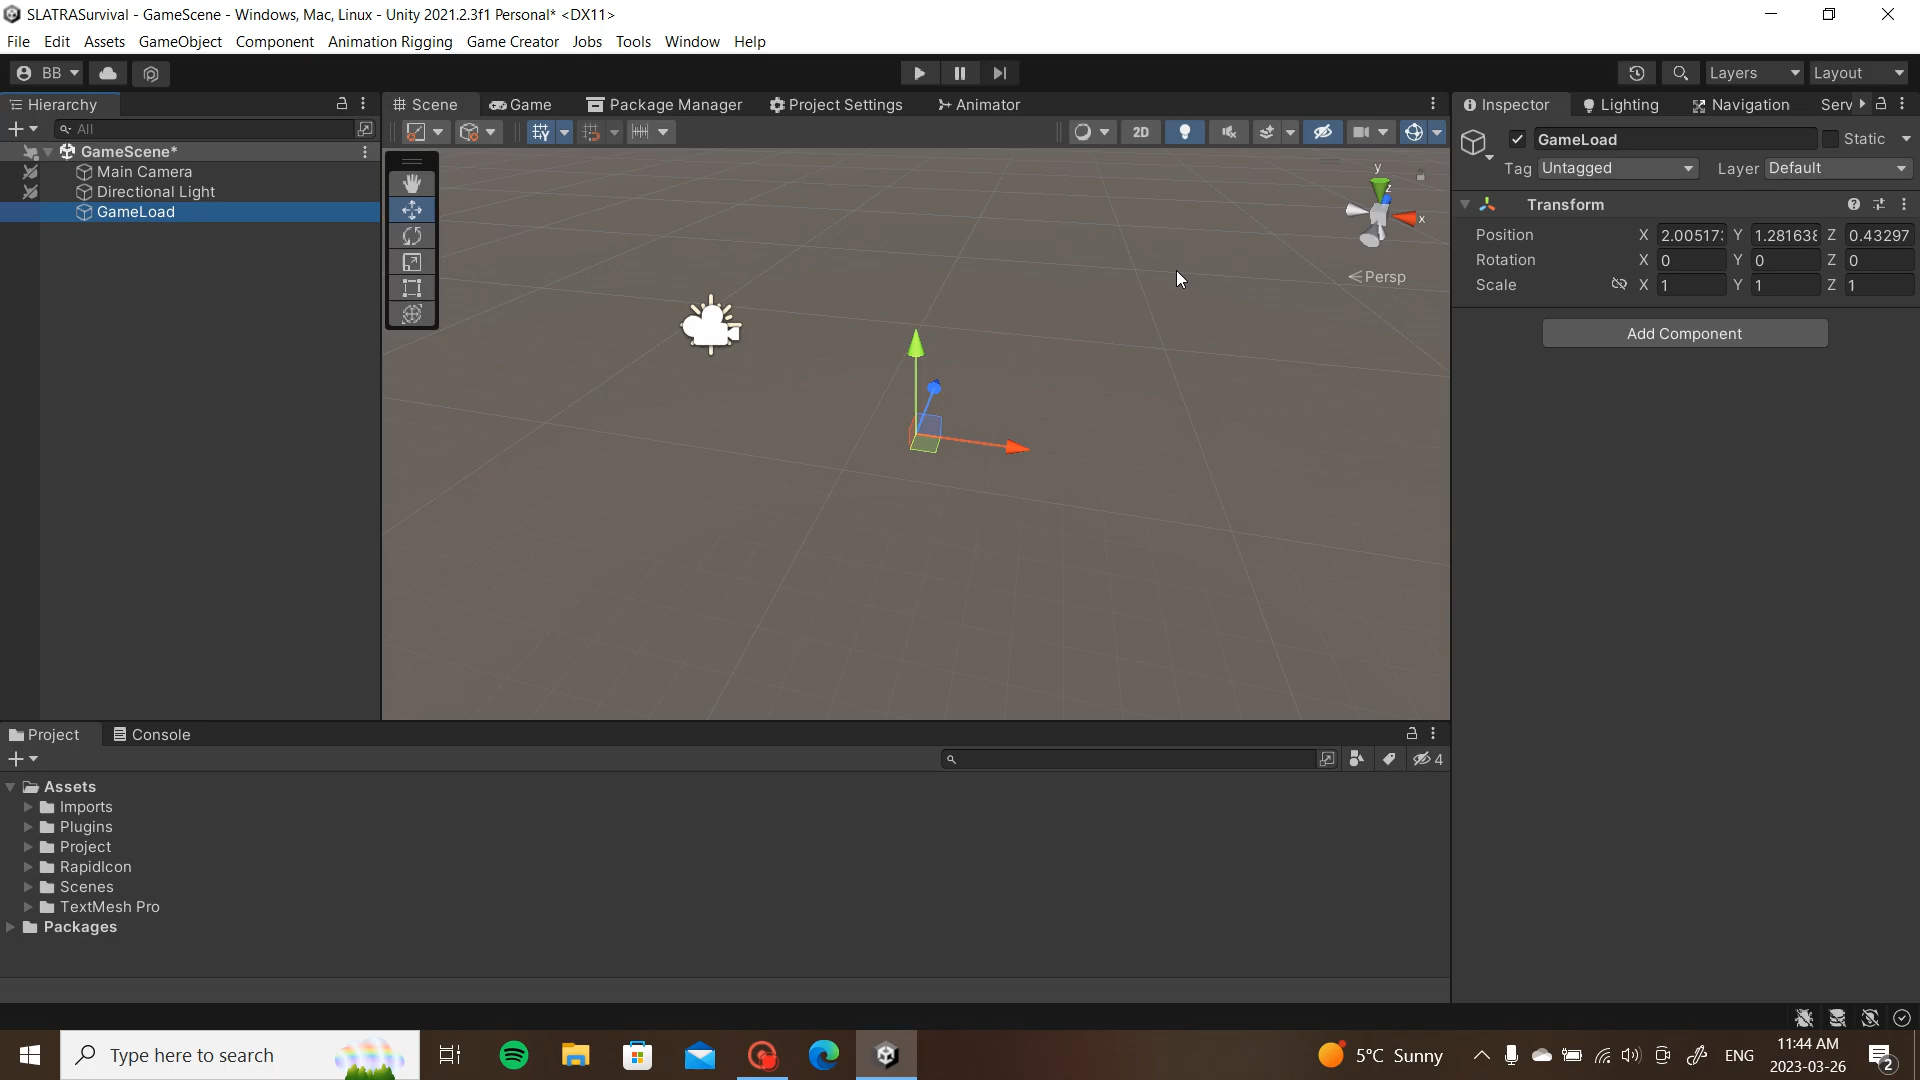 SLATRASurvival - GameScene - Windows, Mac, Linux - Unity 2021.2.3f1 Personal* <DX11>
File Edit Assets GameObject Component Animation Rigging Game Creator Jobs Tools Window Help
BB Layers Layout
Hierarchy Scene Game Package Manager Project Settings Animator Inspector Lighting Navigation Serv
All 2D GameLoad Static
GameScene*
Tag Untagged Layer Default
Main Camera
Directional Light
GameLoad
y
z
x
Persp
Transform
Position X 2.00517 Y 1.281638 Z 0.43297
Rotation X 0 Y 0 Z 0
Scale X 1 Y 1 Z 1
Add Component
Project Console
4
Assets
Imports
Plugins
Project
RapidIcon
Scenes
TextMesh Pro
Packages
Type here to search
5°C Sunny
ENG
11:44 AM
2023-03-26
2